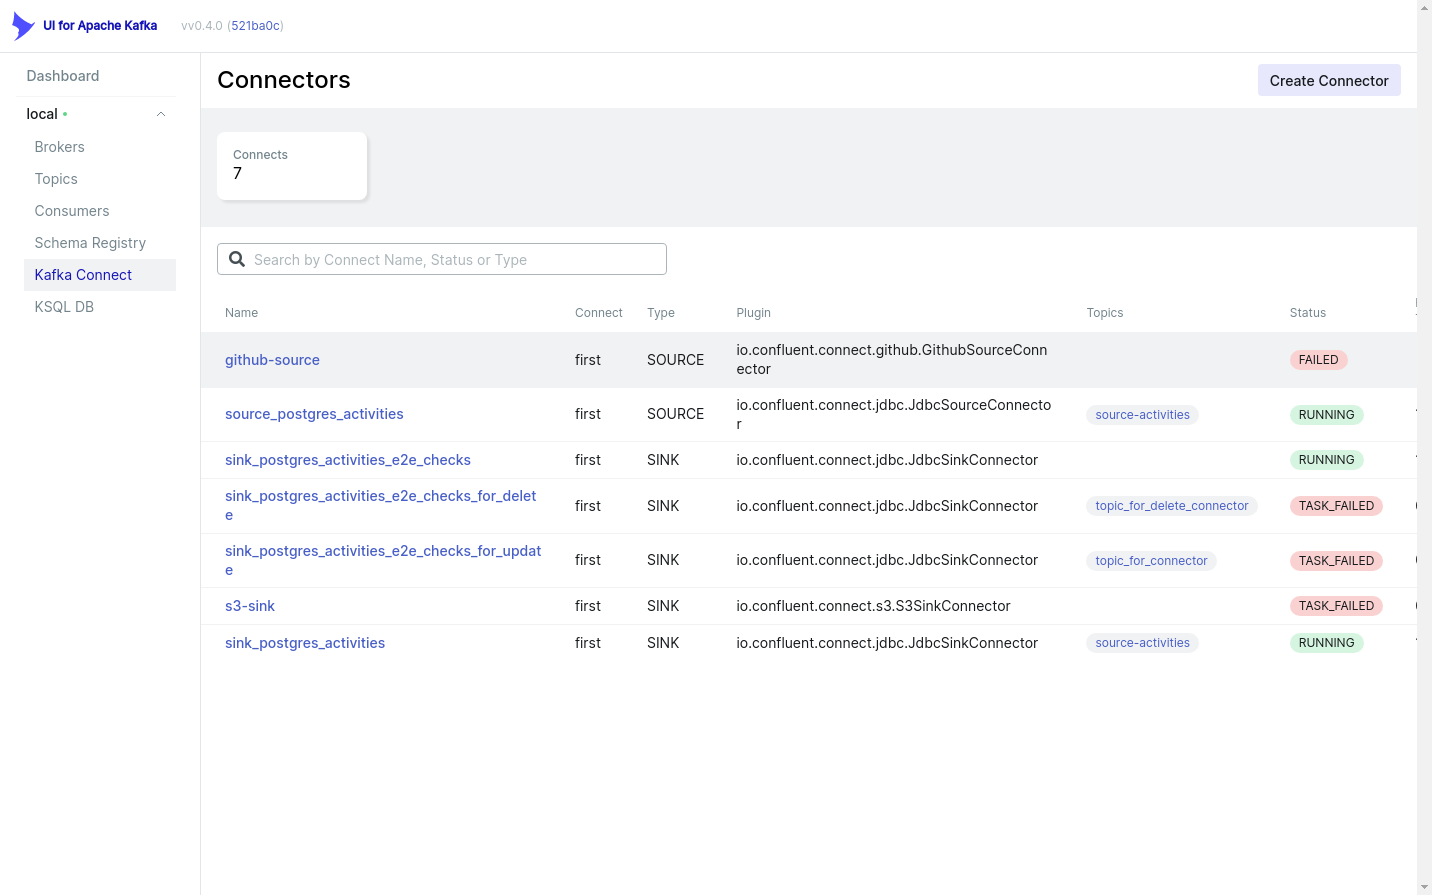 UI for Apache Kafka vv0.4.0 (521ba0c)
Dashboard
local
Brokers
Topics
Consumers
Schema Registry
Kafka Connect
KSQL DB
Connectors
Create Connector
Connects
7
Search by Connect Name, Status or Type
Name Connect Type Plugin Topics Status
github-source first SOURCE io.confluent.connect.github.GithubSourceConn
ector FAILED
source_postgres_activities first SOURCE io.confluent.connect.jdbc.JdbcSourceConnecto
r source-activities RUNNING
sink_postgres_activities_e2e_checks first SINK io.confluent.connect.jdbc.JdbcSinkConnector RUNNING
sink_postgres_activities_e2e_checks_for_delet
e first SINK io.confluent.connect.jdbc.JdbcSinkConnector topic_for_delete_connector TASK_FAILED
sink_postgres_activities_e2e_checks_for_updat
e first SINK io.confluent.connect.jdbc.JdbcSinkConnector topic_for_connector TASK_FAILED
s3-sink first SINK io.confluent.connect.s3.S3SinkConnector TASK_FAILED
sink_postgres_activities first SINK io.confluent.connect.jdbc.JdbcSinkConnector source-activities RUNNING